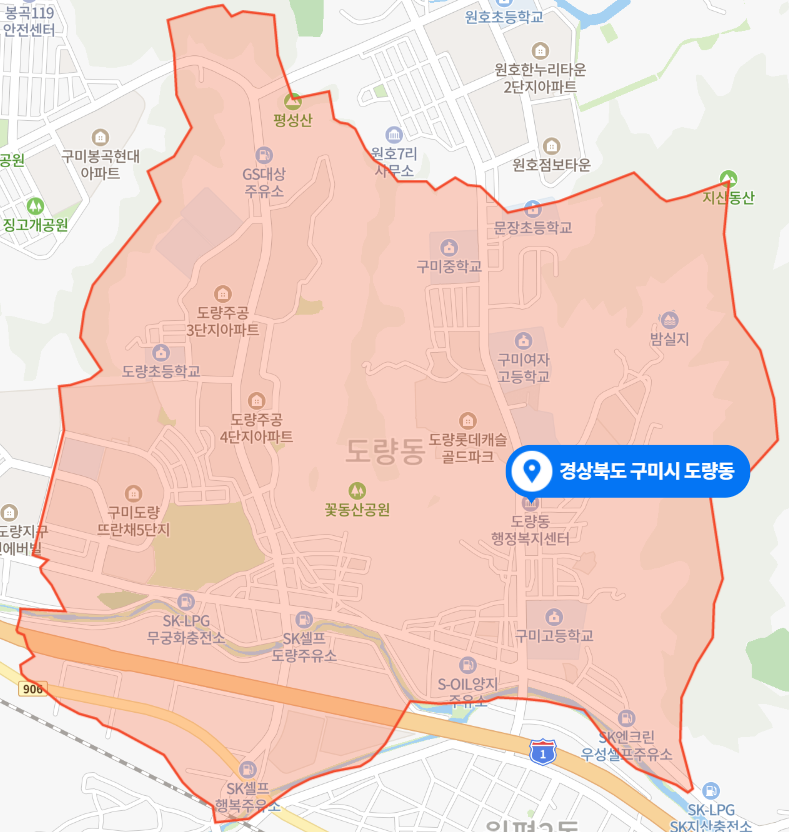 봉곡119
안전센터
원호초등학교
원호한누리타운
2단지아파트
평성산
원호7리
사무소
구미봉곡현대
아파트
공원
GS대상
주유소
원호점보타운
징고개공원
지산동산
문장초등학교
구미중학교
도량주공
3단지아파트
밤실지
구미여자
고등학교
도량초등학교
도량주공
4단지아파트
도량동
도량롯데캐슬
골드파크
경상북도 구미시 도량동
구미도량
뜨란채5단지
꽃동산공원
도량동
행정복지센터
도량지구
에버빌
SK-LPG
무궁화충전소
SK셀프
도량주유소
구미고등학교
S-OIL양지
주유소
906
SK엔크린
우성셀프주유소
1
SK셀프
행복주유소
SK-LPG
SK지상충전소
원평2동